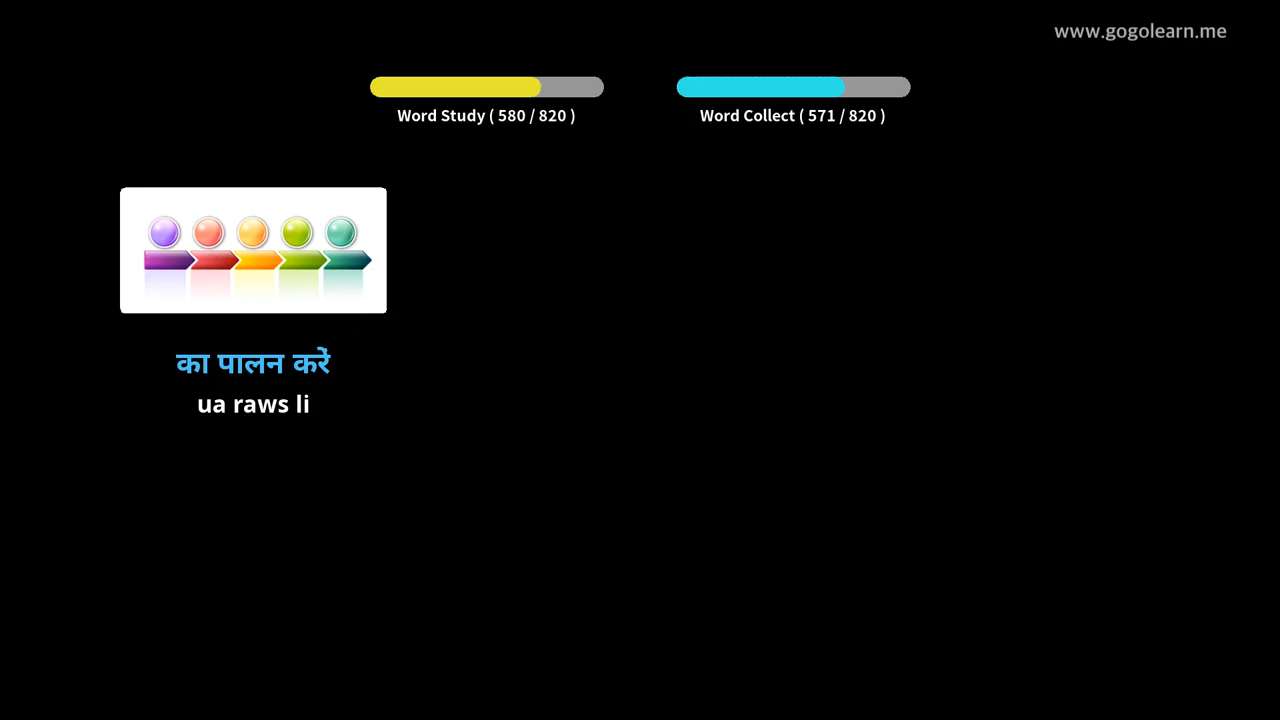 www.gogolearn.me
Word Study ( 580 / 820 )
Word Collect ( 571 / 820 )
का पालन करें
ua raws li